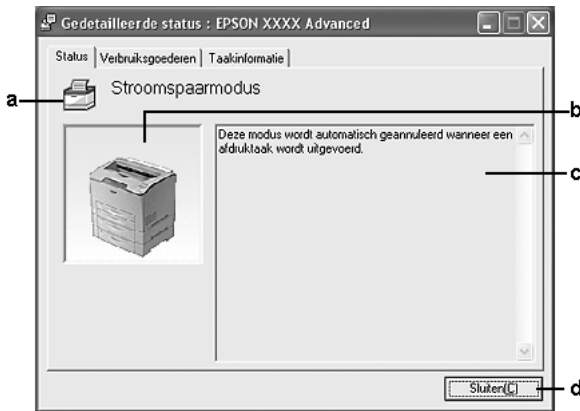 Gedetailleerde status : EPSON XXXX Advanced
Status Verbruiksgoederen Taakinformatie
a
Stroomspaarmodus
b
Deze modus wordt automatisch geannuleerd wanneer een
afdruktaak wordt uitgevoerd.
c
Sluiten(C)
d